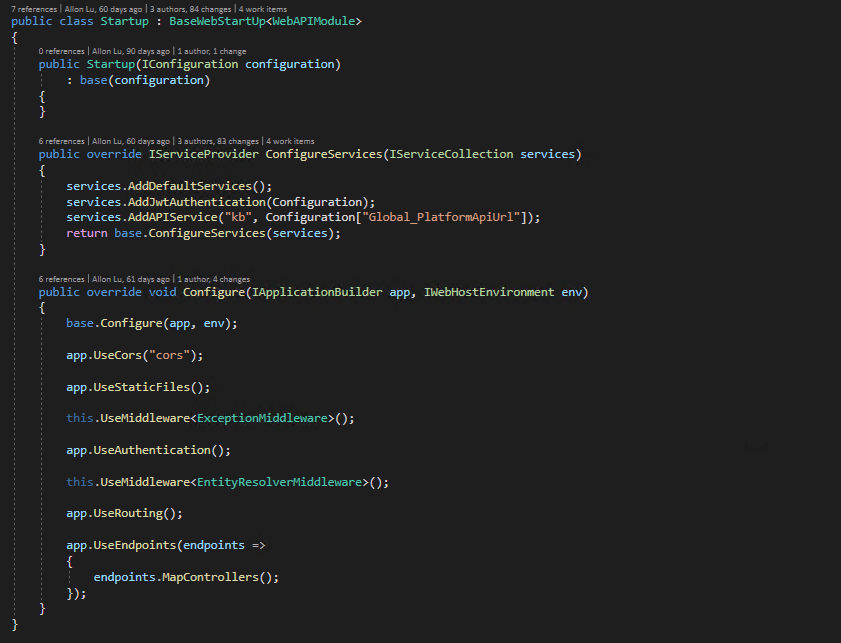 7 references | Allon Lu, 60 days ago | 3 authors, 84 changes | 4 work items
public class Startup : BaseWebStartUp<WebAPIModule>
{
0 references | Allon Lu, 90 days ago | 1 author, 1 change
public Startup(IConfiguration configuration)
: base(configuration)
{
}
6 references | Allon Lu, 60 days ago | 3 authors, 83 changes | 4 work items
public override IServiceProvider ConfigureServices(IServiceCollection services)
{
services.AddDefaultServices();
services.AddJwtAuthentication(Configuration);
services.AddAPIService("kb", Configuration["Global_PlatformApiUrl"]);
return base.ConfigureServices(services);
}
6 references | Allon Lu, 61 days ago | 1 author, 4 changes
public override void Configure(IApplicationBuilder app, IWebHostEnvironment env)
{
base.Configure(app, env);
app.UseCors("cors");
app.UseStaticFiles();
this.UseMiddleware<ExceptionMiddleware>();
app.UseAuthentication();
this.UseMiddleware<EntityResolverMiddleware>();
app.UseRouting();
app.UseEndpoints(endpoints =>
{
endpoints.MapControllers();
});
}
}